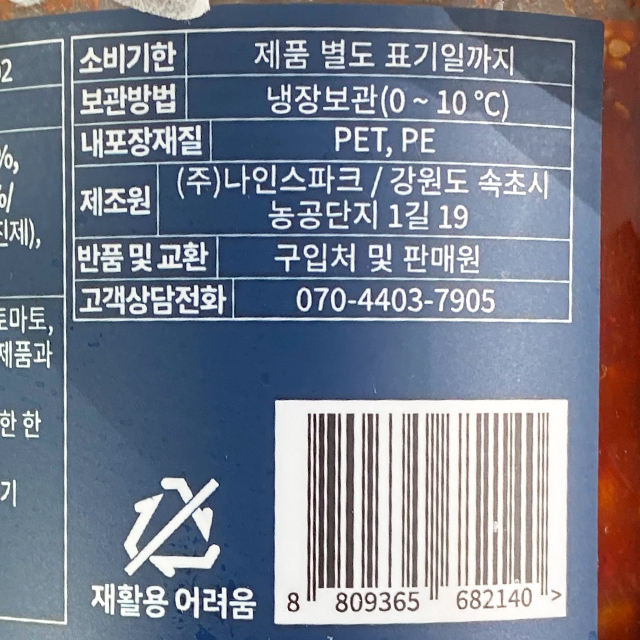 소비기한 제품 별도 표기일까지
보관방법 냉장보관(0 ~ 10 ℃)
내포장재질 PET, PE
제조원 (주)나인스파크 / 강원도 속초시
농공단지 1길 19
반품 및 교환 구입처 및 판매원
고객상담전화 070-4403-7905
토마토,
제품과
한 한
기
재활용 어려움
8 809365 682140 >